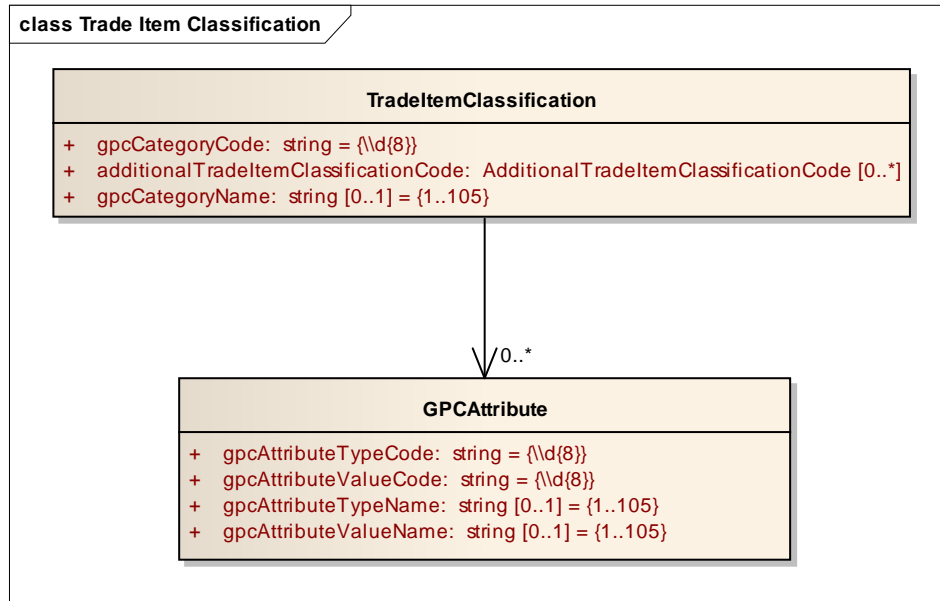 class Trade Item Classification
TradeItemClassification
+ gpcCategoryCode: string = {\\d{8}}
+ additionalTradeItemClassificationCode: AdditionalTradeItemClassificationCode [0..*]
+ gpcCategoryName: string [0..1] = {1..105}
0..*
GPCAttribute
+ gpcAttributeTypeCode: string = {\\d{8}}
+ gpcAttributeValueCode: string = {\\d{8}}
+ gpcAttributeTypeName: string [0..1] = {1..105}
+ gpcAttributeValueName: string [0..1] = {1..105}